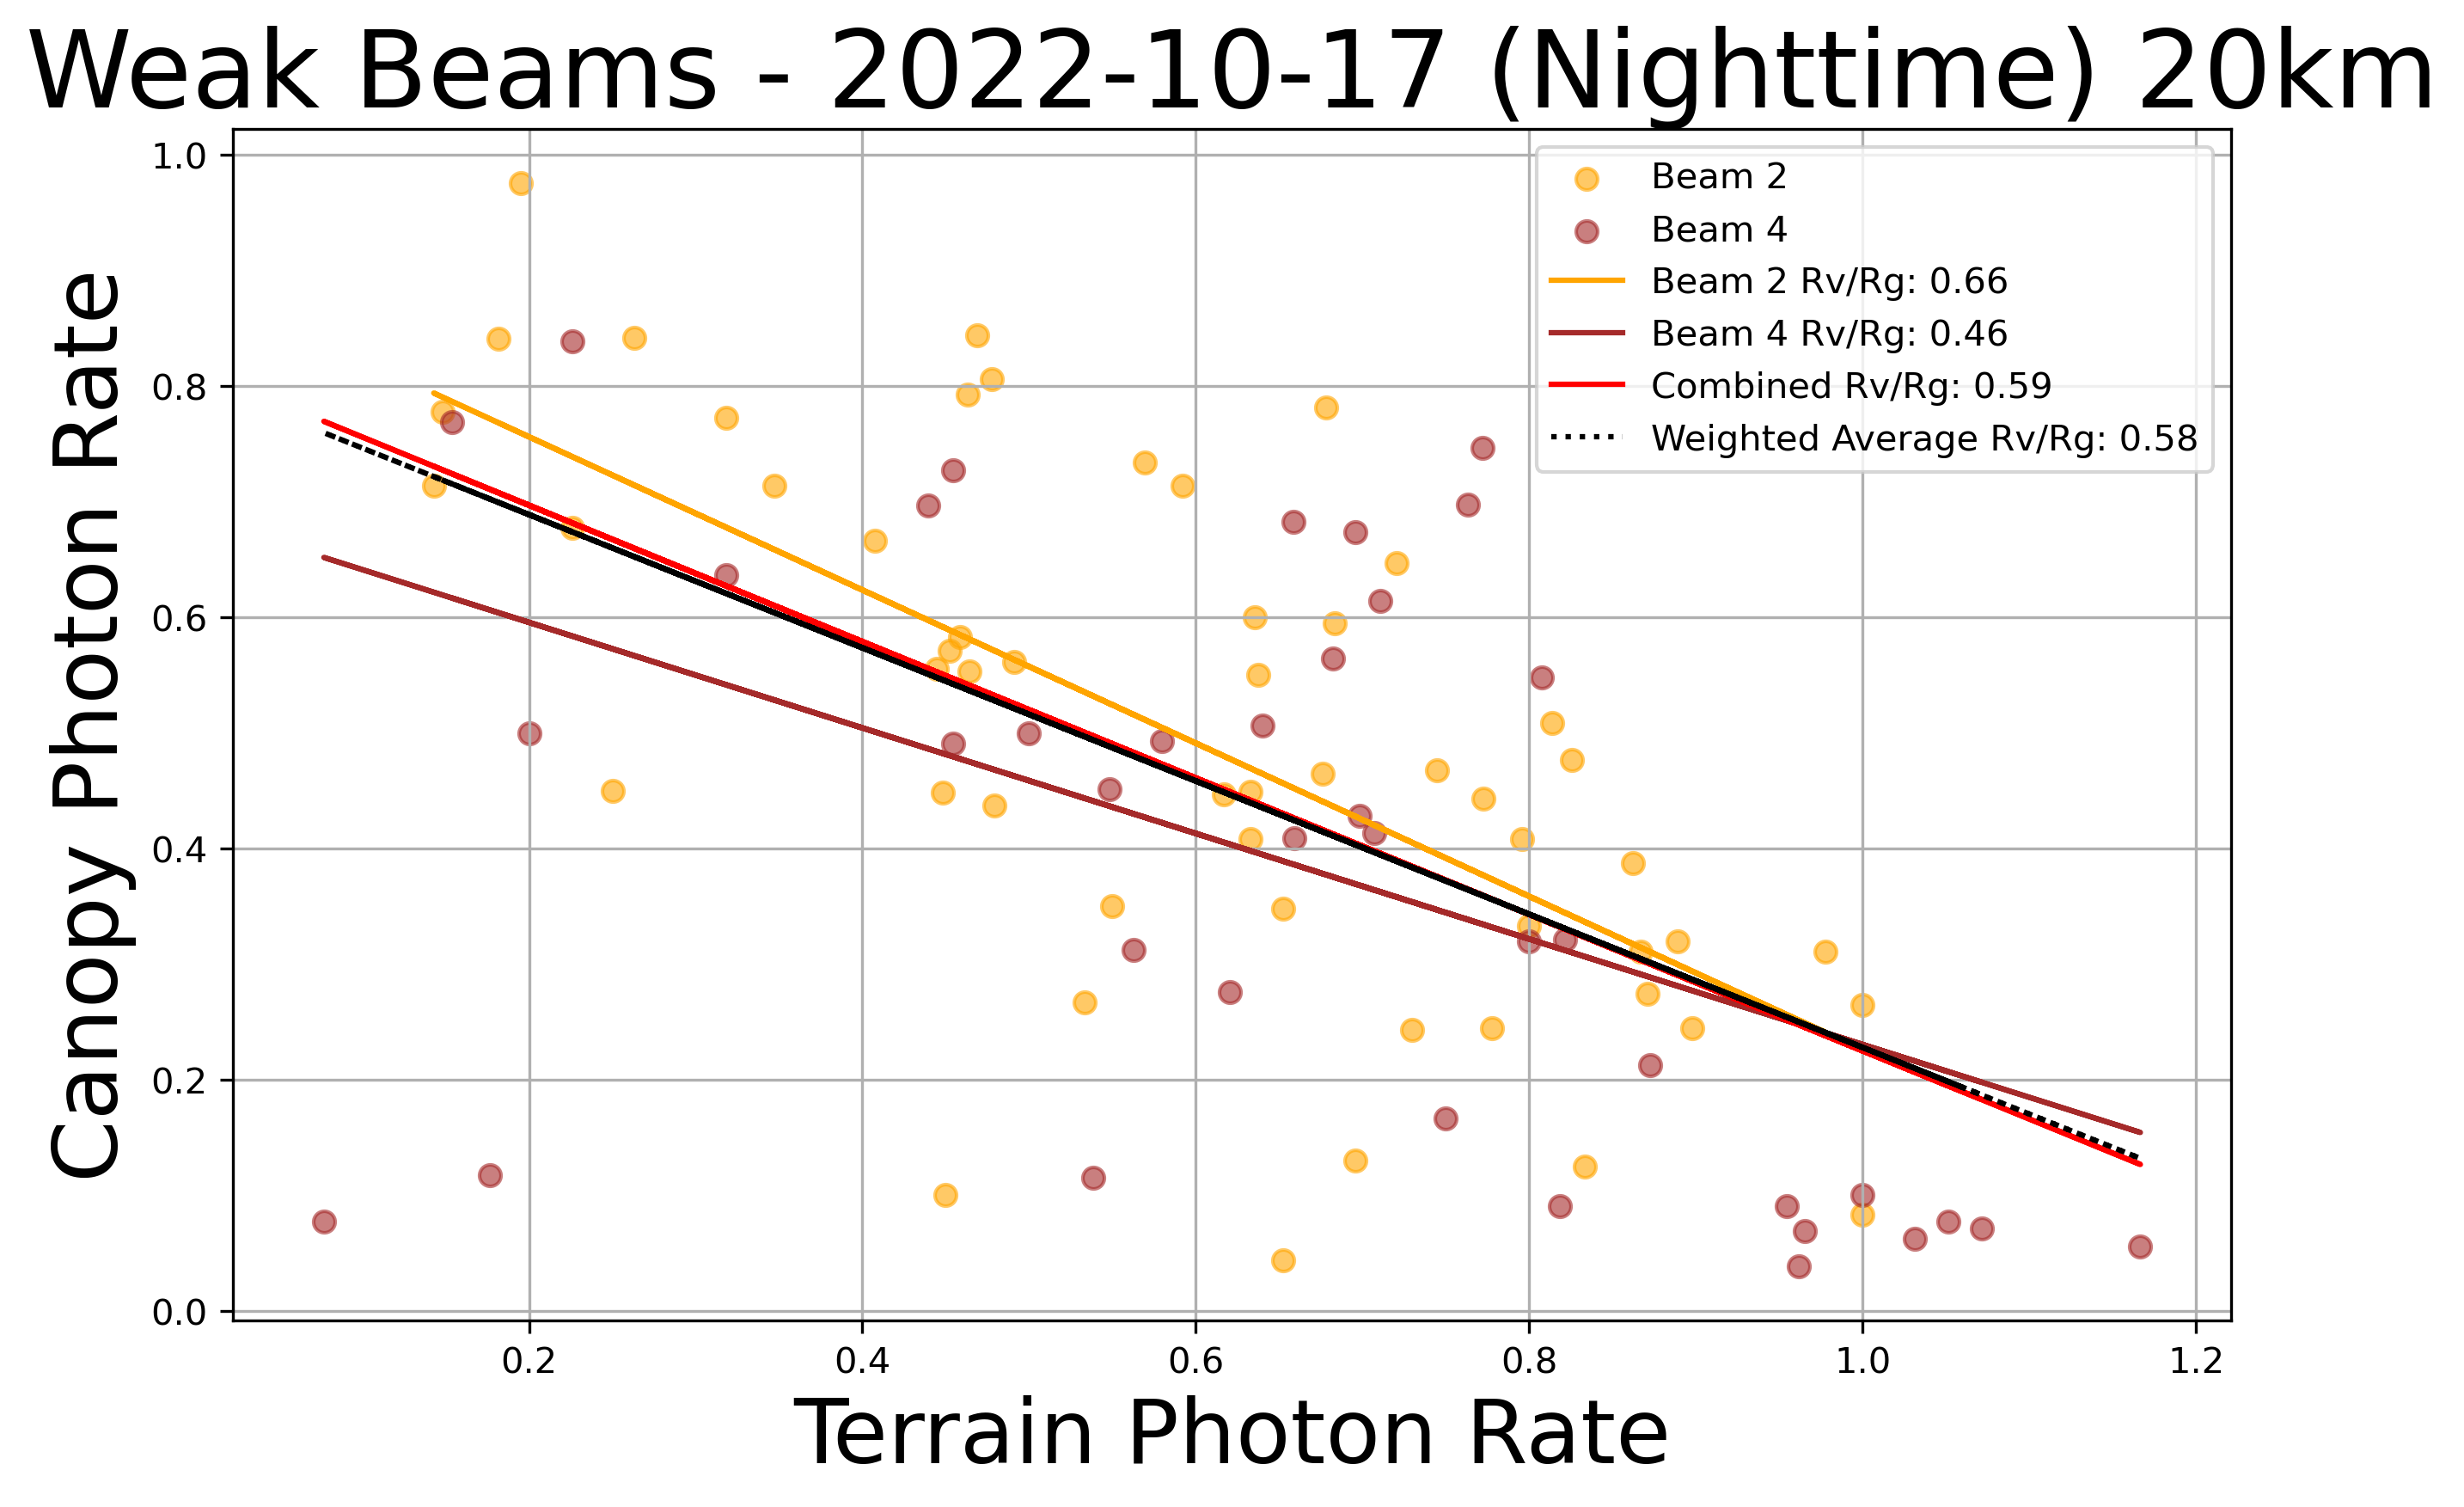 Weak Beams - 2022-10-17 (Nighttime) 20km
Canopy Photon Rate
1.0
0.8
0.6
0.4
0.2
0.0
Beam 2
Beam 4
Beam 2 Rv/Rg: 0.66
Beam 4 Rv/Rg: 0.46
Combined Rv/Rg: 0.59
Weighted Average Rv/Rg: 0.58
0.2 0.4 0.6 0.8 1.0 1.2
Terrain Photon Rate